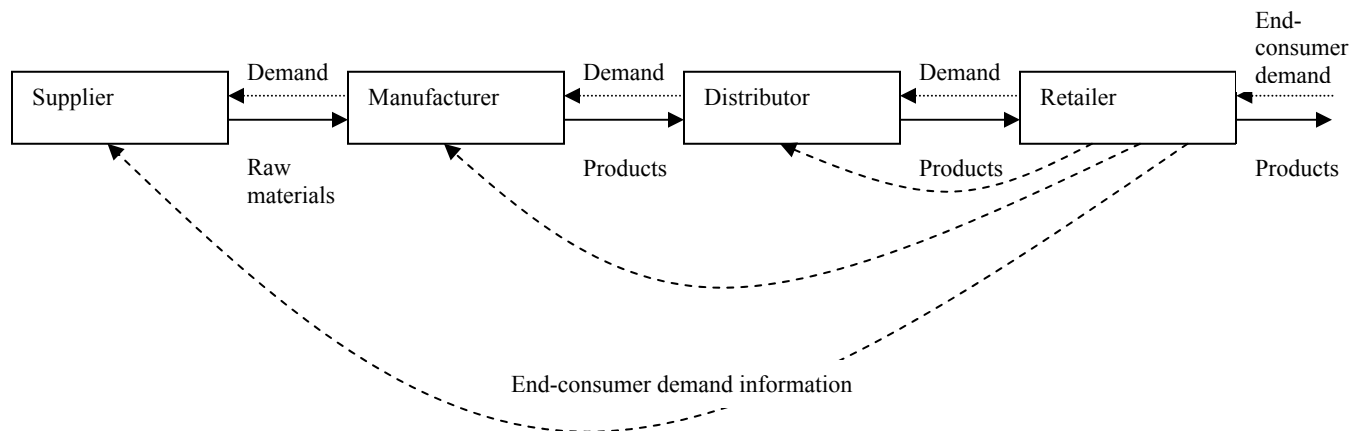 End-
consumer
demand
Demand
Demand
Demand
Supplier
Manufacturer
Distributor
Retailer
Raw
materials
Products
Products
Products
End-consumer demand information